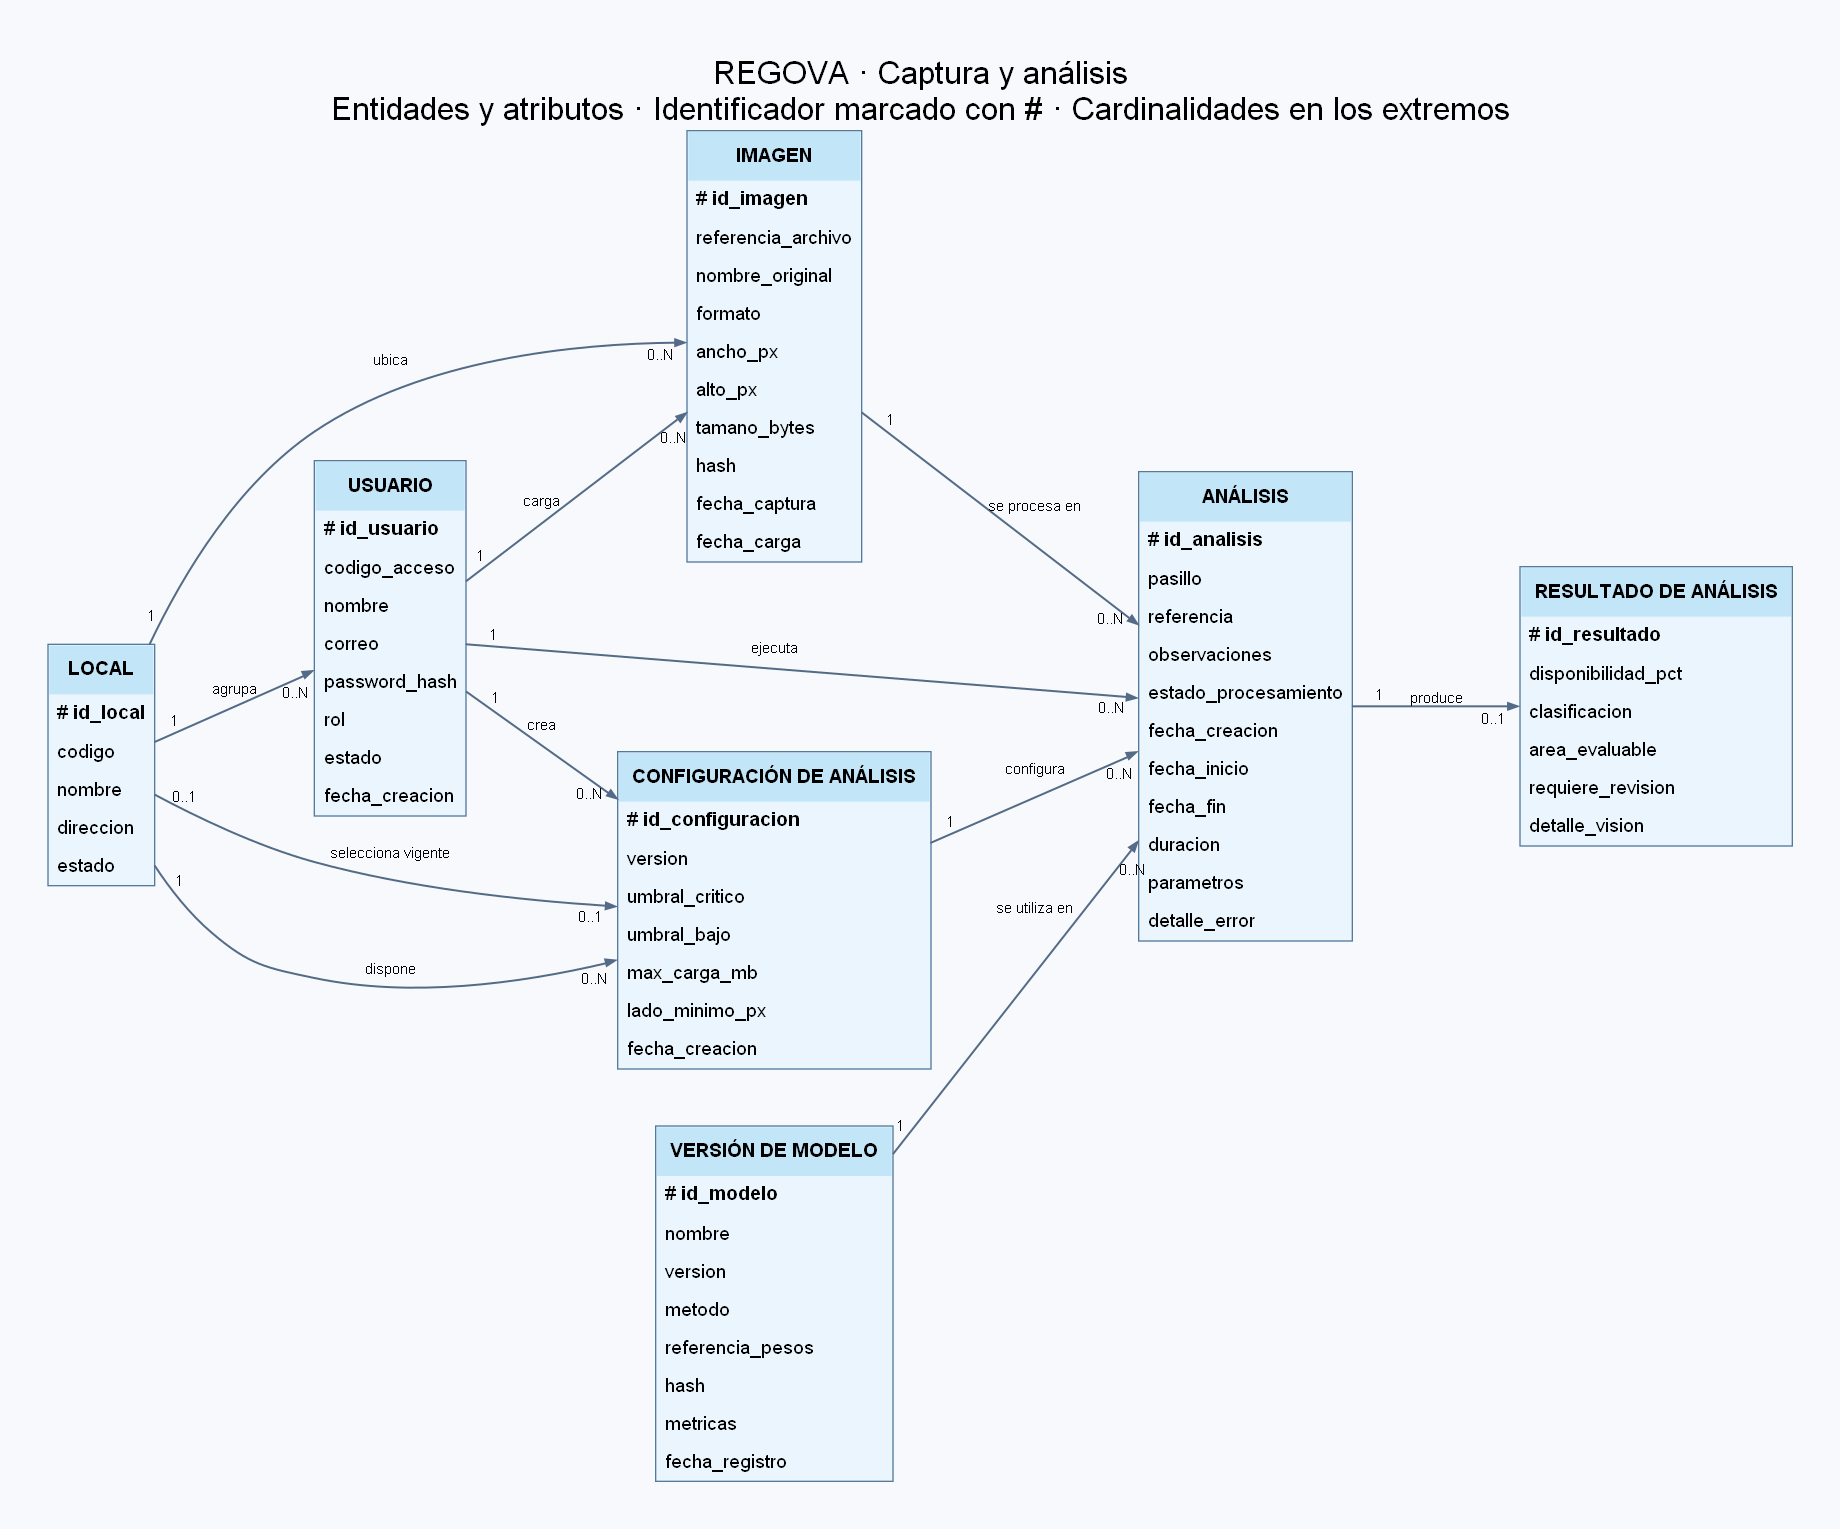 REGOVA · Captura y análisis
Entidades y atributos · Identificador marcado con # · Cardinalidades en los extremos
IMAGEN
# id_imagen
referencia_archivo
nombre_original
formato
ancho_px
alto_px
tamano_bytes
hash
fecha_captura
fecha_carga
ubica
1
0..N
USUARIO
# id_usuario
codigo_acceso
nombre
correo
password_hash
rol
estado
fecha_creacion
carga
1
0..N
LOCAL
# id_local
codigo
nombre
direccion
estado
agrupa
1
0..N
ejecuta
1
0..N
crea
1
0..N
selecciona vigente
0..1
0..1
dispone
1
0..N
CONFIGURACIÓN DE ANÁLISIS
# id_configuracion
version
umbral_critico
umbral_bajo
max_carga_mb
lado_minimo_px
fecha_creacion
se procesa en
1
0..N
configura
1
0..N
ANÁLISIS
# id_analisis
pasillo
referencia
observaciones
estado_procesamiento
fecha_creacion
fecha_inicio
fecha_fin
duracion
parametros
detalle_error
produce
1
0..1
RESULTADO DE ANÁLISIS
# id_resultado
disponibilidad_pct
clasificacion
area_evaluable
requiere_revision
detalle_vision
se utiliza en
1
0..N
VERSIÓN DE MODELO
# id_modelo
nombre
version
metodo
referencia_pesos
hash
metricas
fecha_registro